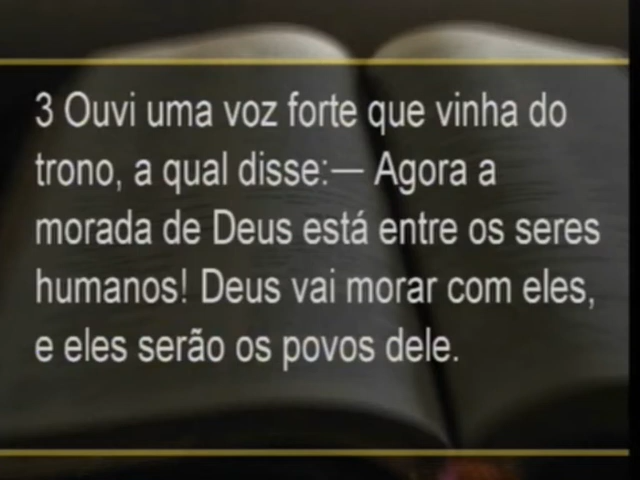 3 Ouvi uma voz forte que vinha do
trono, a qual disse:— Agora a
morada de Deus está entre os seres
humanos! Deus vai morar com eles,
e eles serão os povos dele.